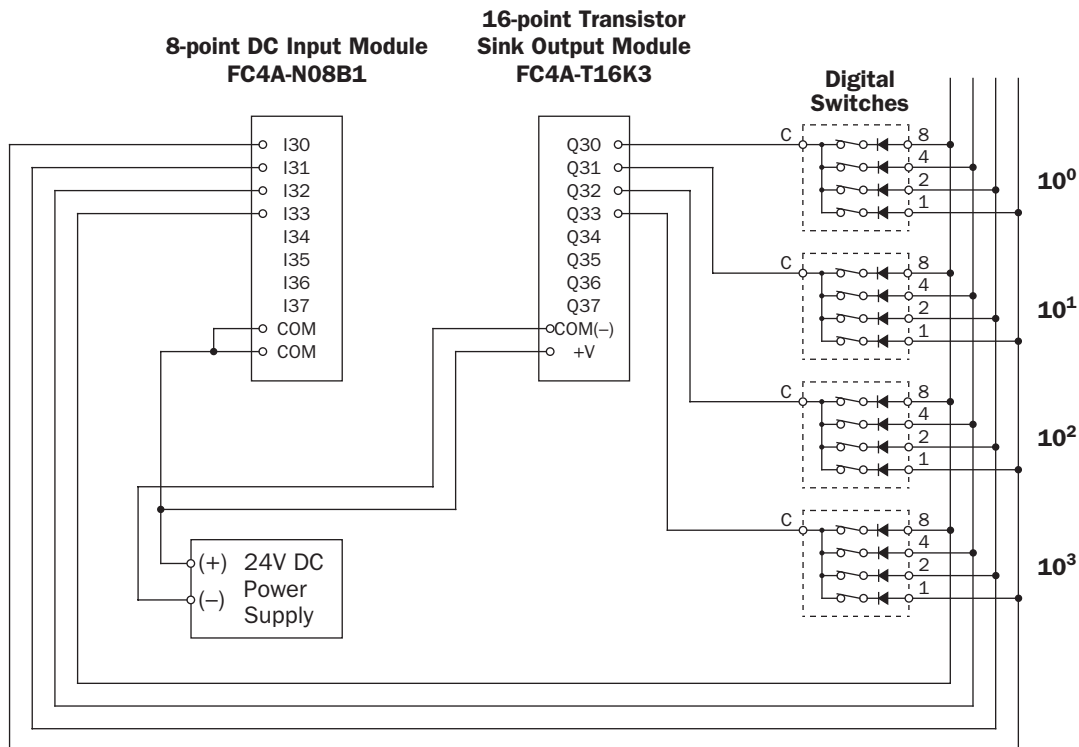 8-point DC Input Module
FC4A-N08B1
I30
I31
I32
I33
I34
I35
I36
I37
COM
COM
16-point Transistor
Sink Output Module
FC4A-T16K3
Q30
Q31
Q32
Q33
Q34
Q35
Q36
Q37
COM(–)
+V
Digital
Switches
C
8
4
2
1
10⁰
C
8
4
2
1
10¹
C
8
4
2
1
10²
C
8
4
2
1
10³
(+) 24V DC
Power
(–)
Supply